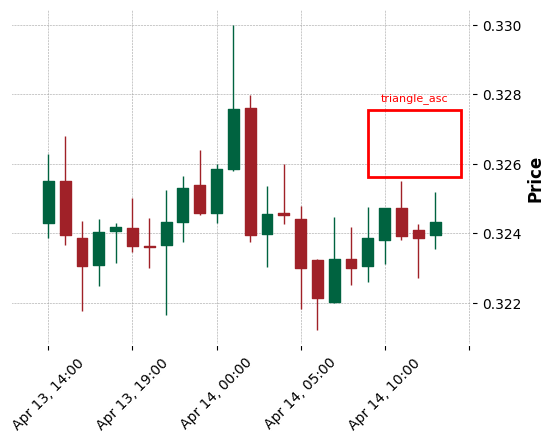 0.330
triangle_asc
0.328
0.326
0.324
0.322
Price
Apr 13, 14:00
Apr 13, 19:00
Apr 14, 00:00
Apr 14, 05:00
Apr 14, 10:00